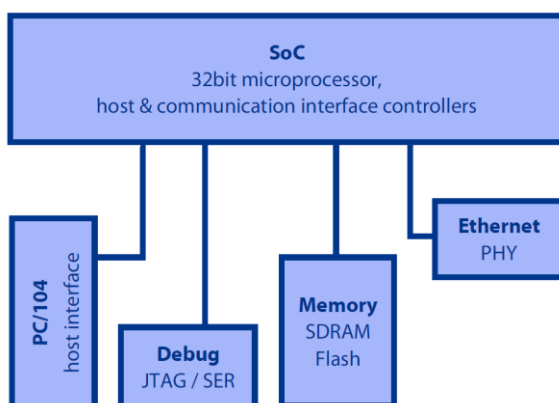 SoC
32bit microprocessor,
host & communication interface controllers
PC/104
host interface
Debug
JTAG / SER
Memory
SDRAM
Flash
Ethernet
PHY